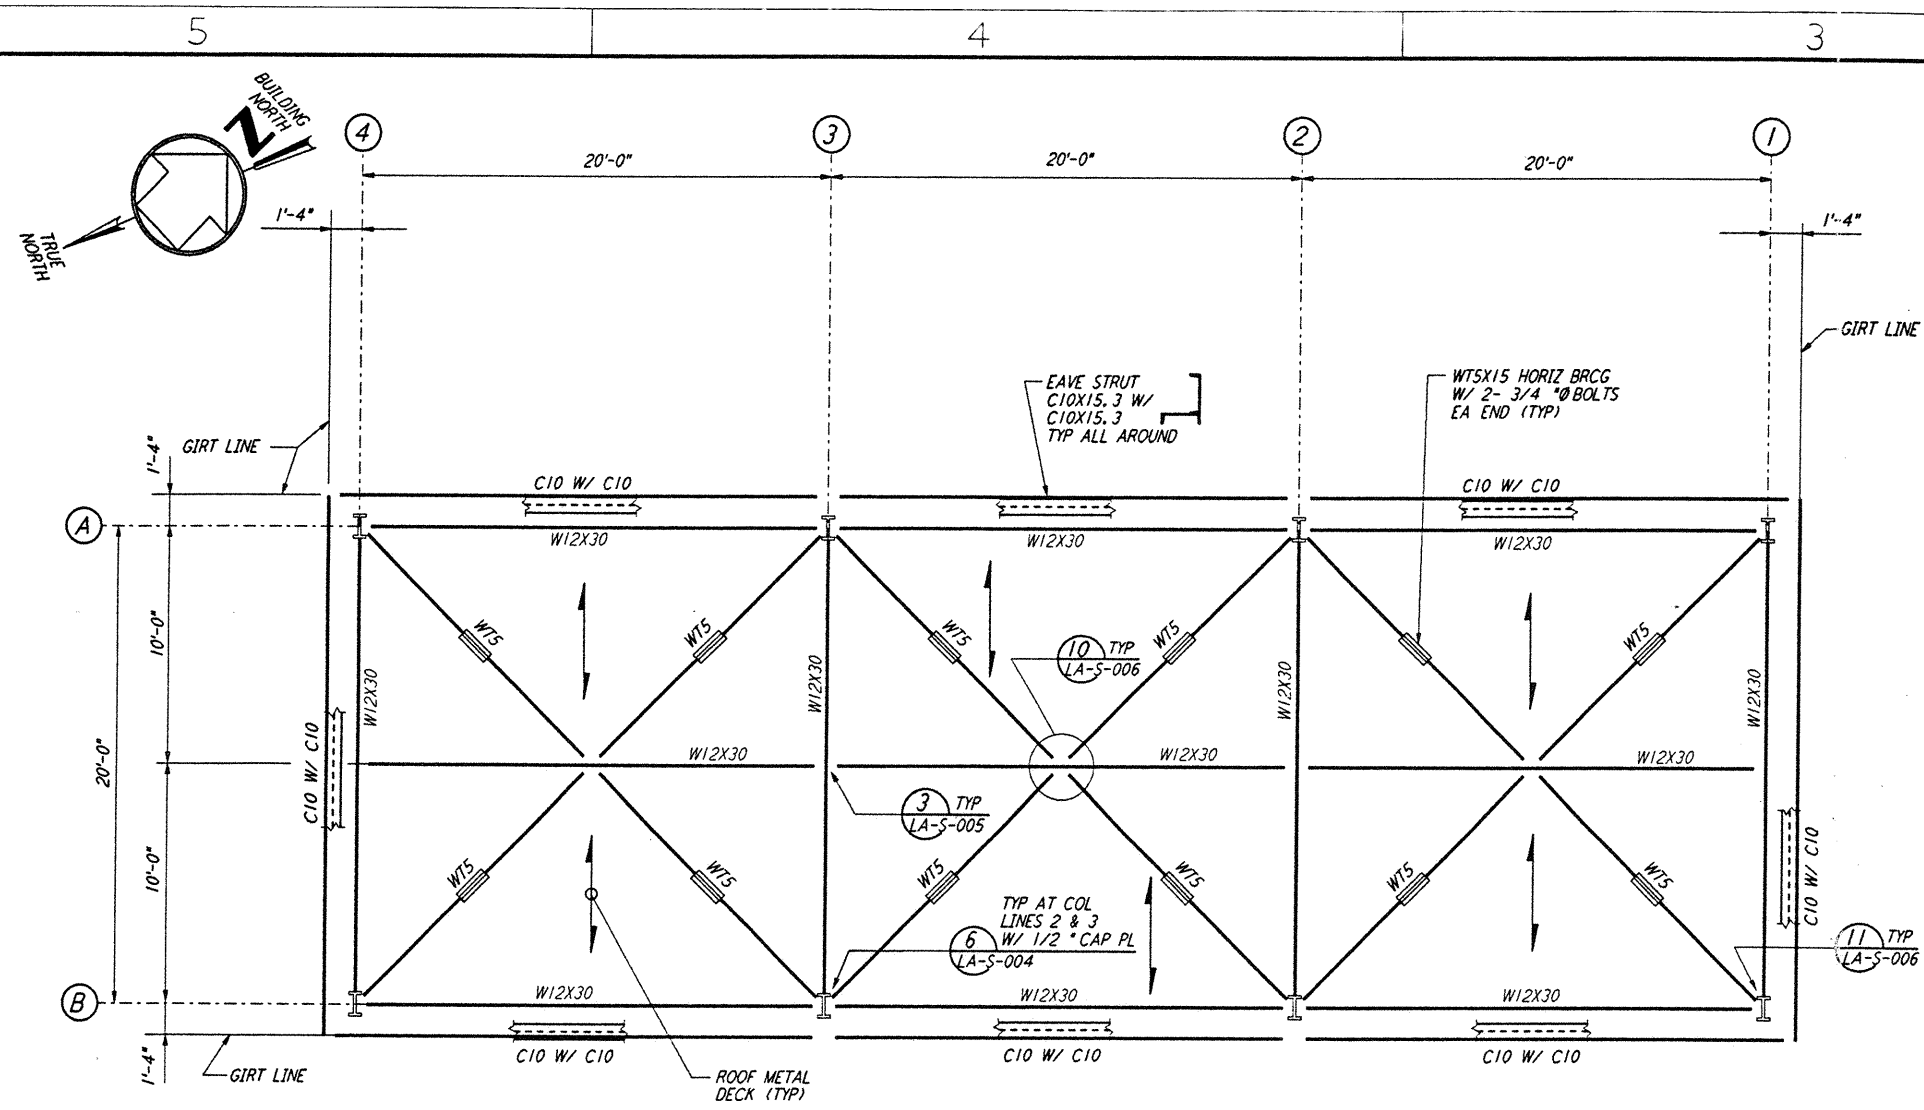 5
4
3
BUILDING
NORTH
N
TRUE
NORTH
4
3
2
1
20'-0"
20'-0"
20'-0"
1'-4"
1'-4"
GIRT LINE
EAVE STRUT
C10X15.3 W/
C10X15.3
TYP ALL AROUND
WT5X15 HORIZ BRCG
W/ 2- 3/4 "Ø BOLTS
EA END (TYP)
GIRT LINE
1'-4"
C10 W/ C10
C10 W/ C10
A
W12X30
W12X30
W12X30
10'-0"
WT5
WT5
WT5
WT5
WT5
10 TYP
LA-S-006
W12X30
W12X30
W12X30
W12X30
20'-0"
C10 W/ C10
W12X30
W12X30
W12X30
3 TYP
LA-S-005
10'-0"
WT5
WT5
WT5
WT5
WT5
WT5
C10 W/ C10
TYP AT COL
LINES 2 & 3
W/ 1/2 " CAP PL
6
LA-S-004
11 TYP
LA-S-006
B
W12X30
W12X30
W12X30
1'-4"
C10 W/ C10
C10 W/ C10
C10 W/ C10
GIRT LINE
ROOF METAL
DECK (TYP)